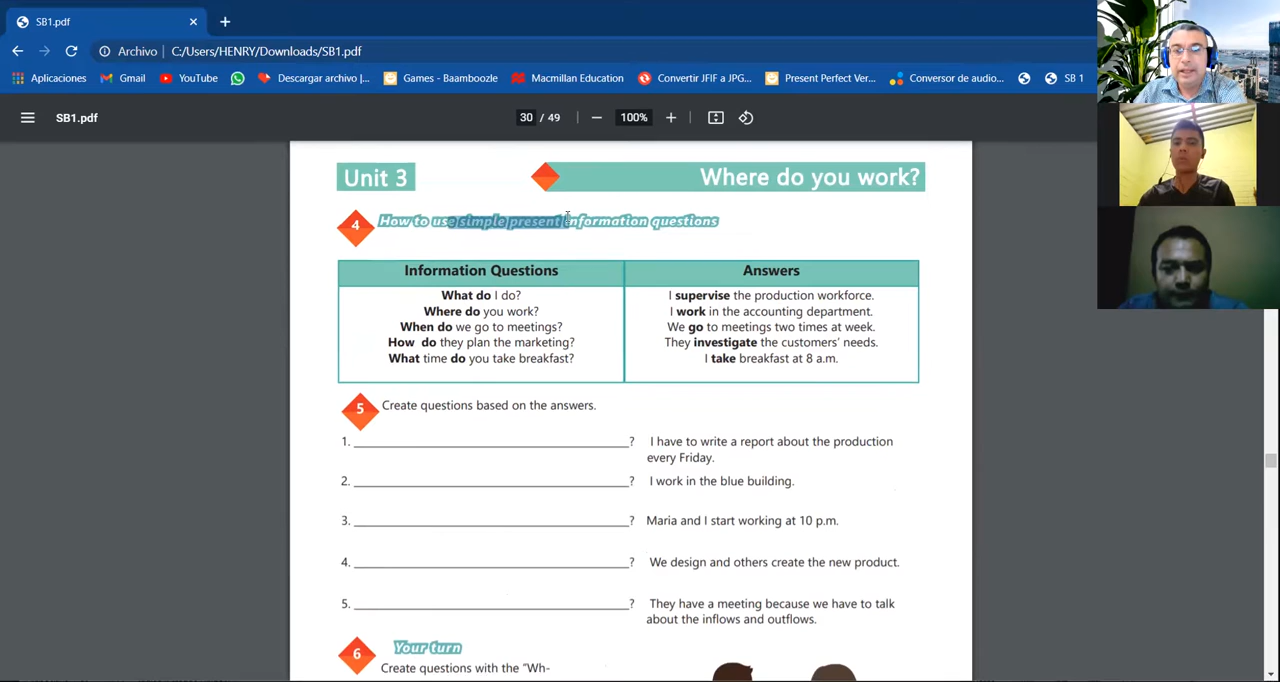 SB1.pdf
Archivo C:/Users/HENRY/Downloads/SB1.pdf
Aplicaciones Gmail YouTube Descargar archivo |... Games - Baamboozle Macmillan Education Convertir JFIF a JPG... Present Perfect Ver... Conversor de audio... SB 1
SB1.pdf 30 / 49 100%
Unit 3 Where do you work?
4 How to use simple present information questions
Information Questions Answers
What do I do? I supervise the production workforce.
Where do you work? I work in the accounting department.
When do we go to meetings? We go to meetings two times at week.
How do they plan the marketing? They investigate the customers' needs.
What time do you take breakfast? I take breakfast at 8 a.m.
5 Create questions based on the answers.
1. ? I have to write a report about the production
every Friday.
2. ? I work in the blue building.
3. ? Maria and I start working at 10 p.m.
4. ? We design and others create the new product.
5. ? They have a meeting because we have to talk
about the inflows and outflows.
6 Your turn
Create questions with the "Wh-